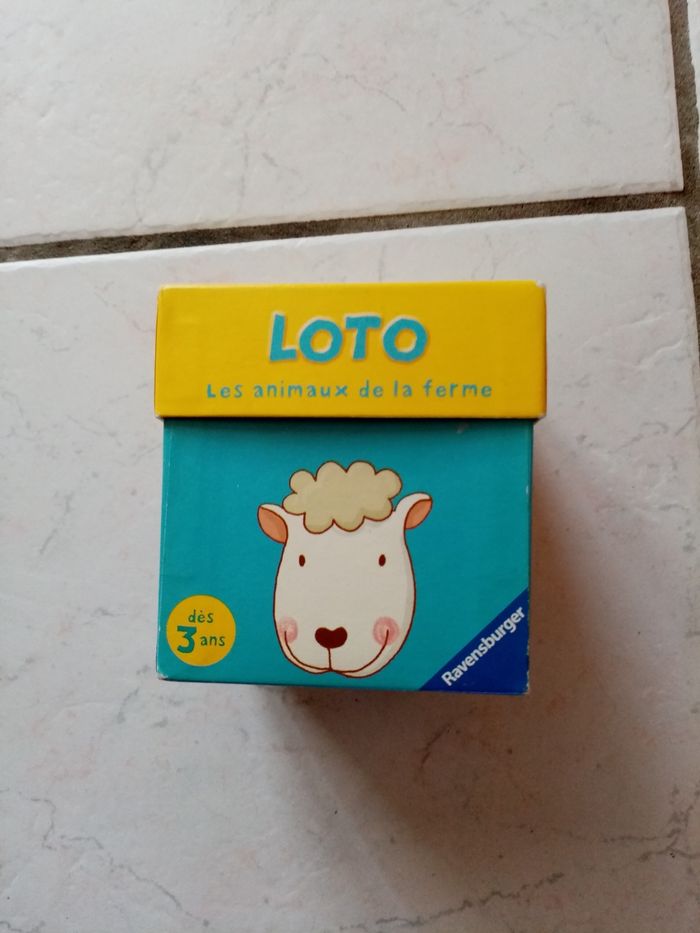 LOTO
Les animaux de la ferme
dès
3 ans
Ravensburger